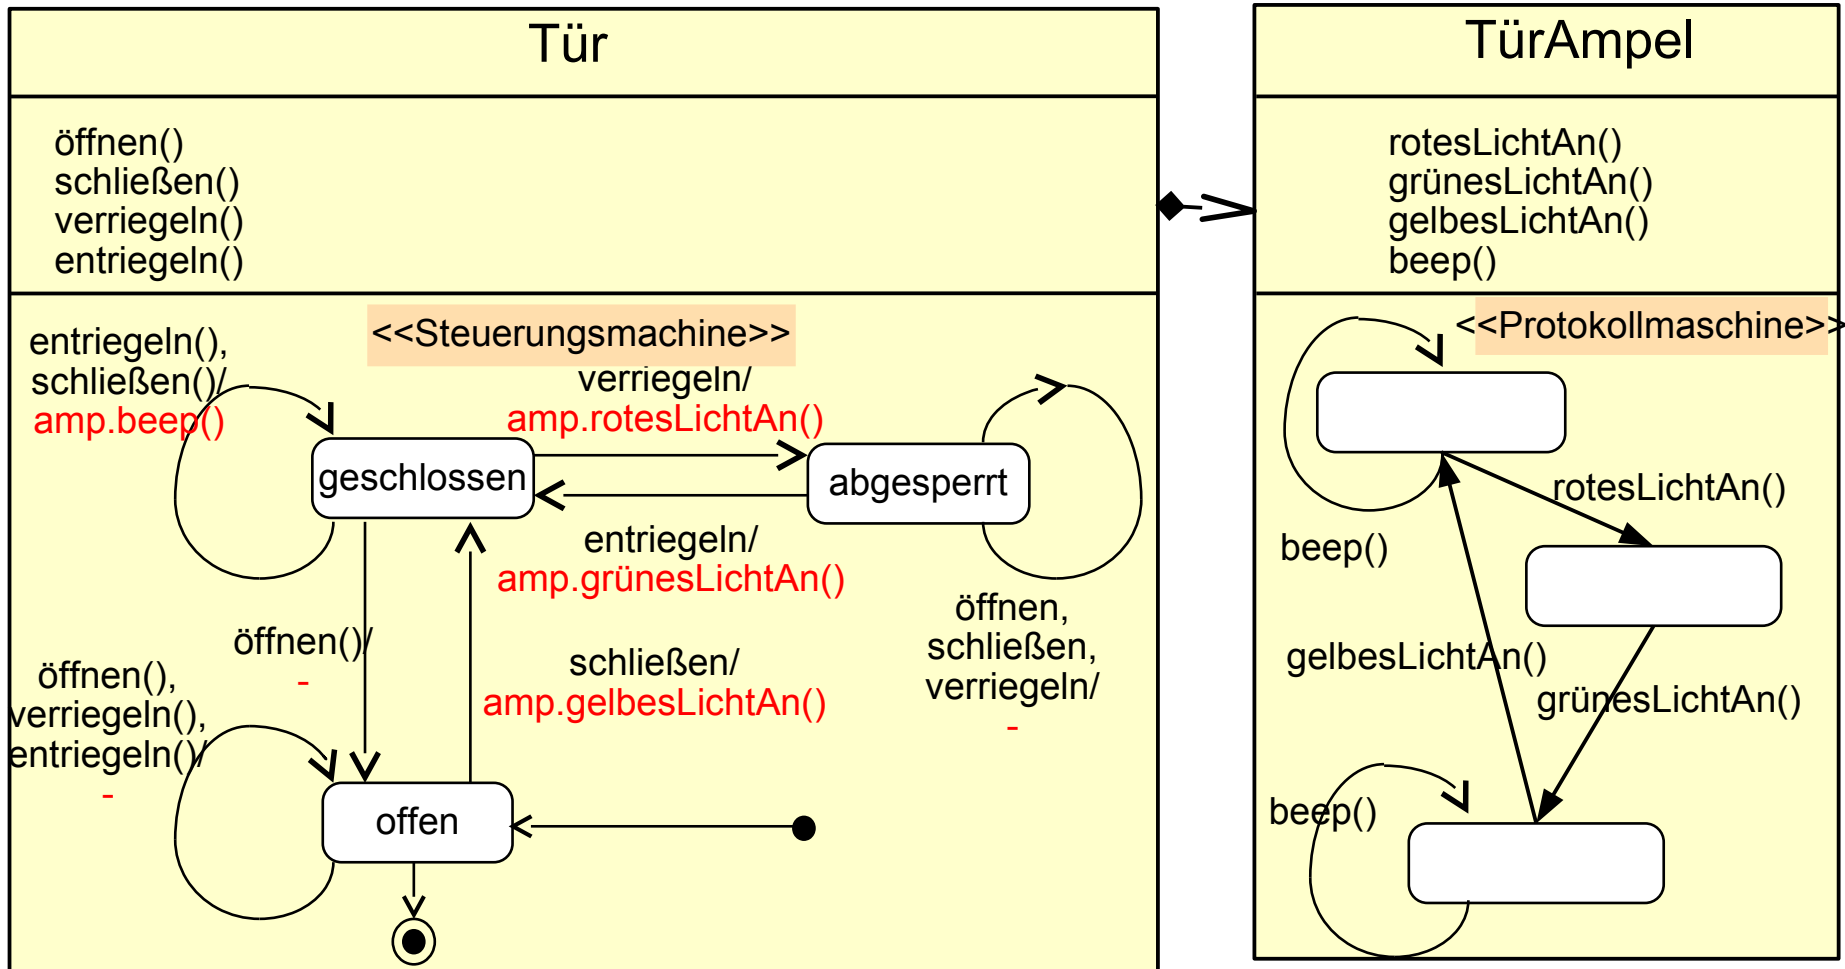 Tür
öffnen()
schließen()
verriegeln()
entriegeln()
<<Steuerungsmachine>>
entriegeln(),
schließen()/
amp.beep()
verriegeln/
amp.rotesLichtAn()
geschlossen
abgesperrt
entriegeln/
amp.grünesLichtAn()
öffnen,
schließen,
verriegeln/
-
öffnen()/
-
schließen/
amp.gelbesLichtAn()
öffnen(),
verriegeln(),
entriegeln()/
-
offen
TürAmpel
rotesLichtAn()
grünesLichtAn()
gelbesLichtAn()
beep()
<<Protokollmaschine>>
rotesLichtAn()
beep()
gelbesLichtAn()
grünesLichtAn()
beep()